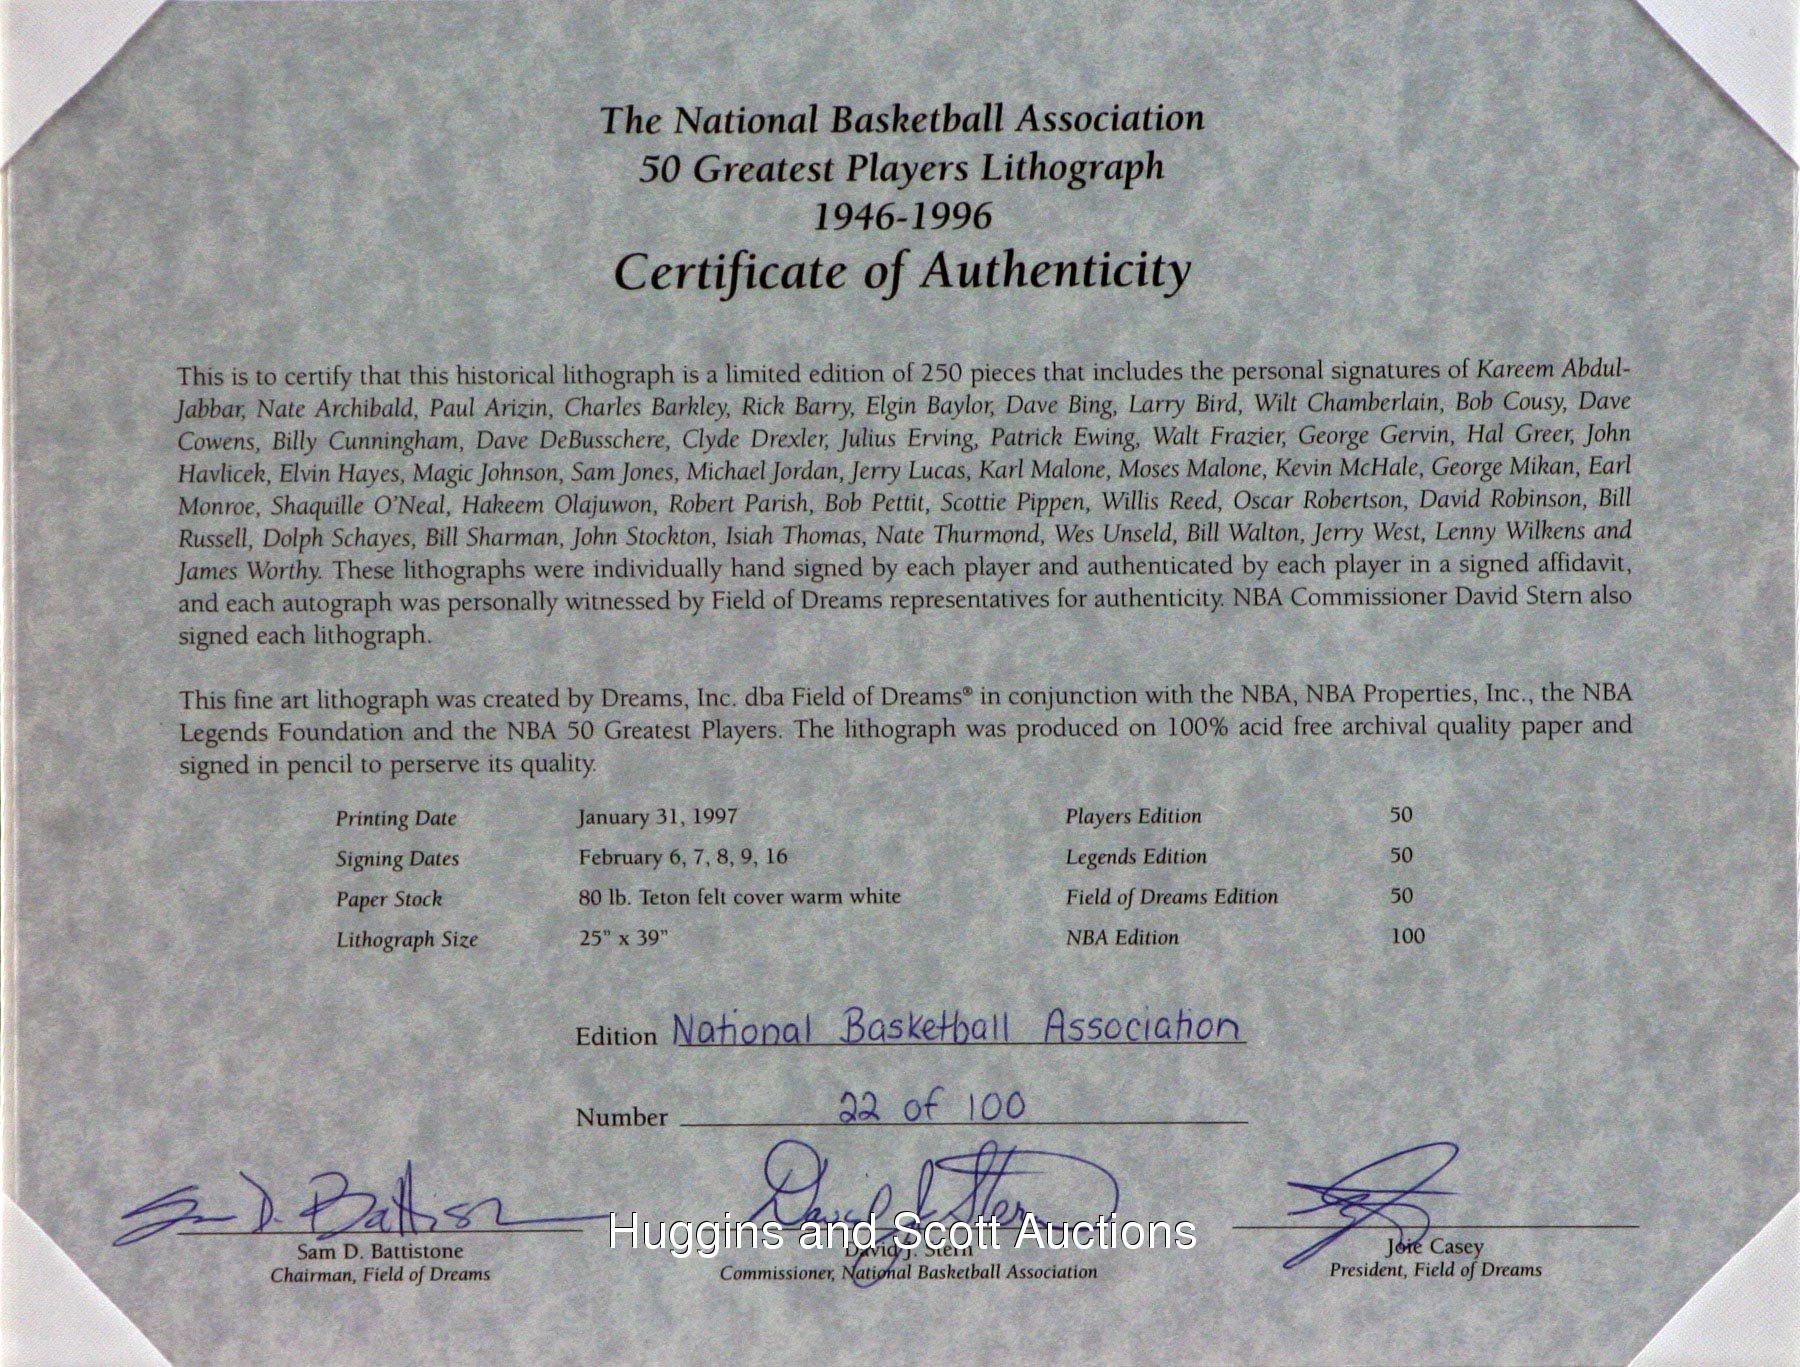 The National Basketball Association
50 Greatest Players Lithograph
1946-1996
Certificate of Authenticity
This is to certify that this historical lithograph is a limited edition of 250 pieces that includes the personal signatures of Kareem Abdul-
Jabbar, Nate Archibald, Paul Arizin, Charles Barkley, Rick Barry, Elgin Baylor, Dave Bing, Larry Bird, Wilt Chamberlain, Bob Cousy, Dave
Cowens, Billy Cunningham, Dave DeBusschere, Clyde Drexler, Julius Erving, Patrick Ewing, Walt Frazier, George Gervin, Hal Greer, John
Havlicek, Elvin Hayes, Magic Johnson, Sam Jones, Michael Jordan, Jerry Lucas, Karl Malone, Moses Malone, Kevin McHale, George Mikan, Earl
Monroe, Shaquille O'Neal, Hakeem Olajuwon, Robert Parish, Bob Pettit, Scottie Pippen, Willis Reed, Oscar Robertson, David Robinson, Bill
Russell, Dolph Schayes, Bill Sharman, John Stockton, Isiah Thomas, Nate Thurmond, Wes Unseld, Bill Walton, Jerry West, Lenny Wilkens and
James Worthy. These lithographs were individually hand signed by each player and authenticated by each player in a signed affidavit,
and each autograph was personally witnessed by Field of Dreams representatives for authenticity. NBA Commissioner David Stern also
signed each lithograph.
This fine art lithograph was created by Dreams, Inc. dba Field of Dreams® in conjunction with the NBA, NBA Properties, Inc., the NBA
Legends Foundation and the NBA 50 Greatest Players. The lithograph was produced on 100% acid free archival quality paper and
signed in pencil to perserve its quality.
Printing Date January 31, 1997 Players Edition 50
Signing Dates February 6, 7, 8, 9, 16 Legends Edition 50
Paper Stock 80 lb. Teton felt cover warm white Field of Dreams Edition 50
Lithograph Size 25" x 39" NBA Edition 100
Edition National Basketball Association
Number 22 of 100
Sam D. Battistone David J. Stern
Huggins and Scott Auctions
Sam D. Battistone David J. Stern Joie Casey
Chairman, Field of Dreams Commissioner, National Basketball Association President, Field of Dreams